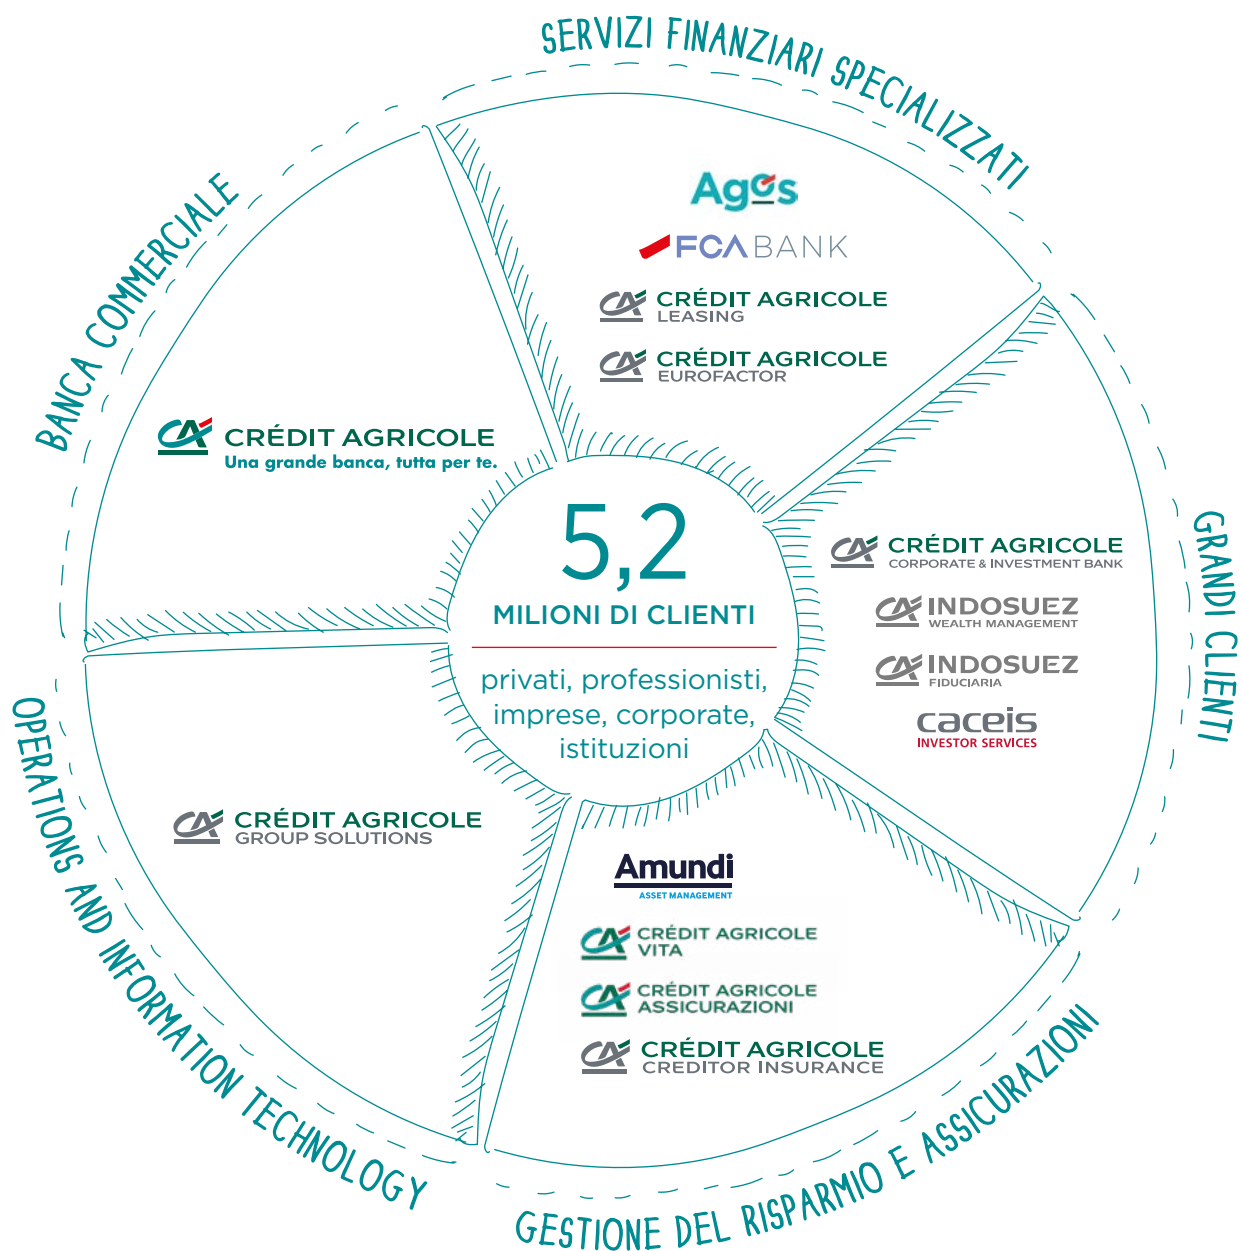 SERVIZI FINANZIARI SPECIALIZZATI
Agos
FCA BANK
CRÉDIT AGRICOLE
LEASING
CRÉDIT AGRICOLE
EUROFACTOR
BANCA COMMERCIALE
CRÉDIT AGRICOLE
Una grande banca, tutta per te.
5,2
MILIONI DI CLIENTI
privati, professionisti,
imprese, corporate,
istituzioni
GRANDI CLIENTI
CRÉDIT AGRICOLE
CORPORATE & INVESTMENT BANK
INDOSUEZ
WEALTH MANAGEMENT
INDOSUEZ
FIDUCIARIA
caceis
INVESTOR SERVICES
OPERATIONS AND INFORMATION TECHNOLOGY
CRÉDIT AGRICOLE
GROUP SOLUTIONS
Amundi
ASSET MANAGEMENT
CRÉDIT AGRICOLE
VITA
CRÉDIT AGRICOLE
ASSICURAZIONI
CRÉDIT AGRICOLE
CREDITOR INSURANCE
GESTIONE DEL RISPARMIO E ASSICURAZIONI